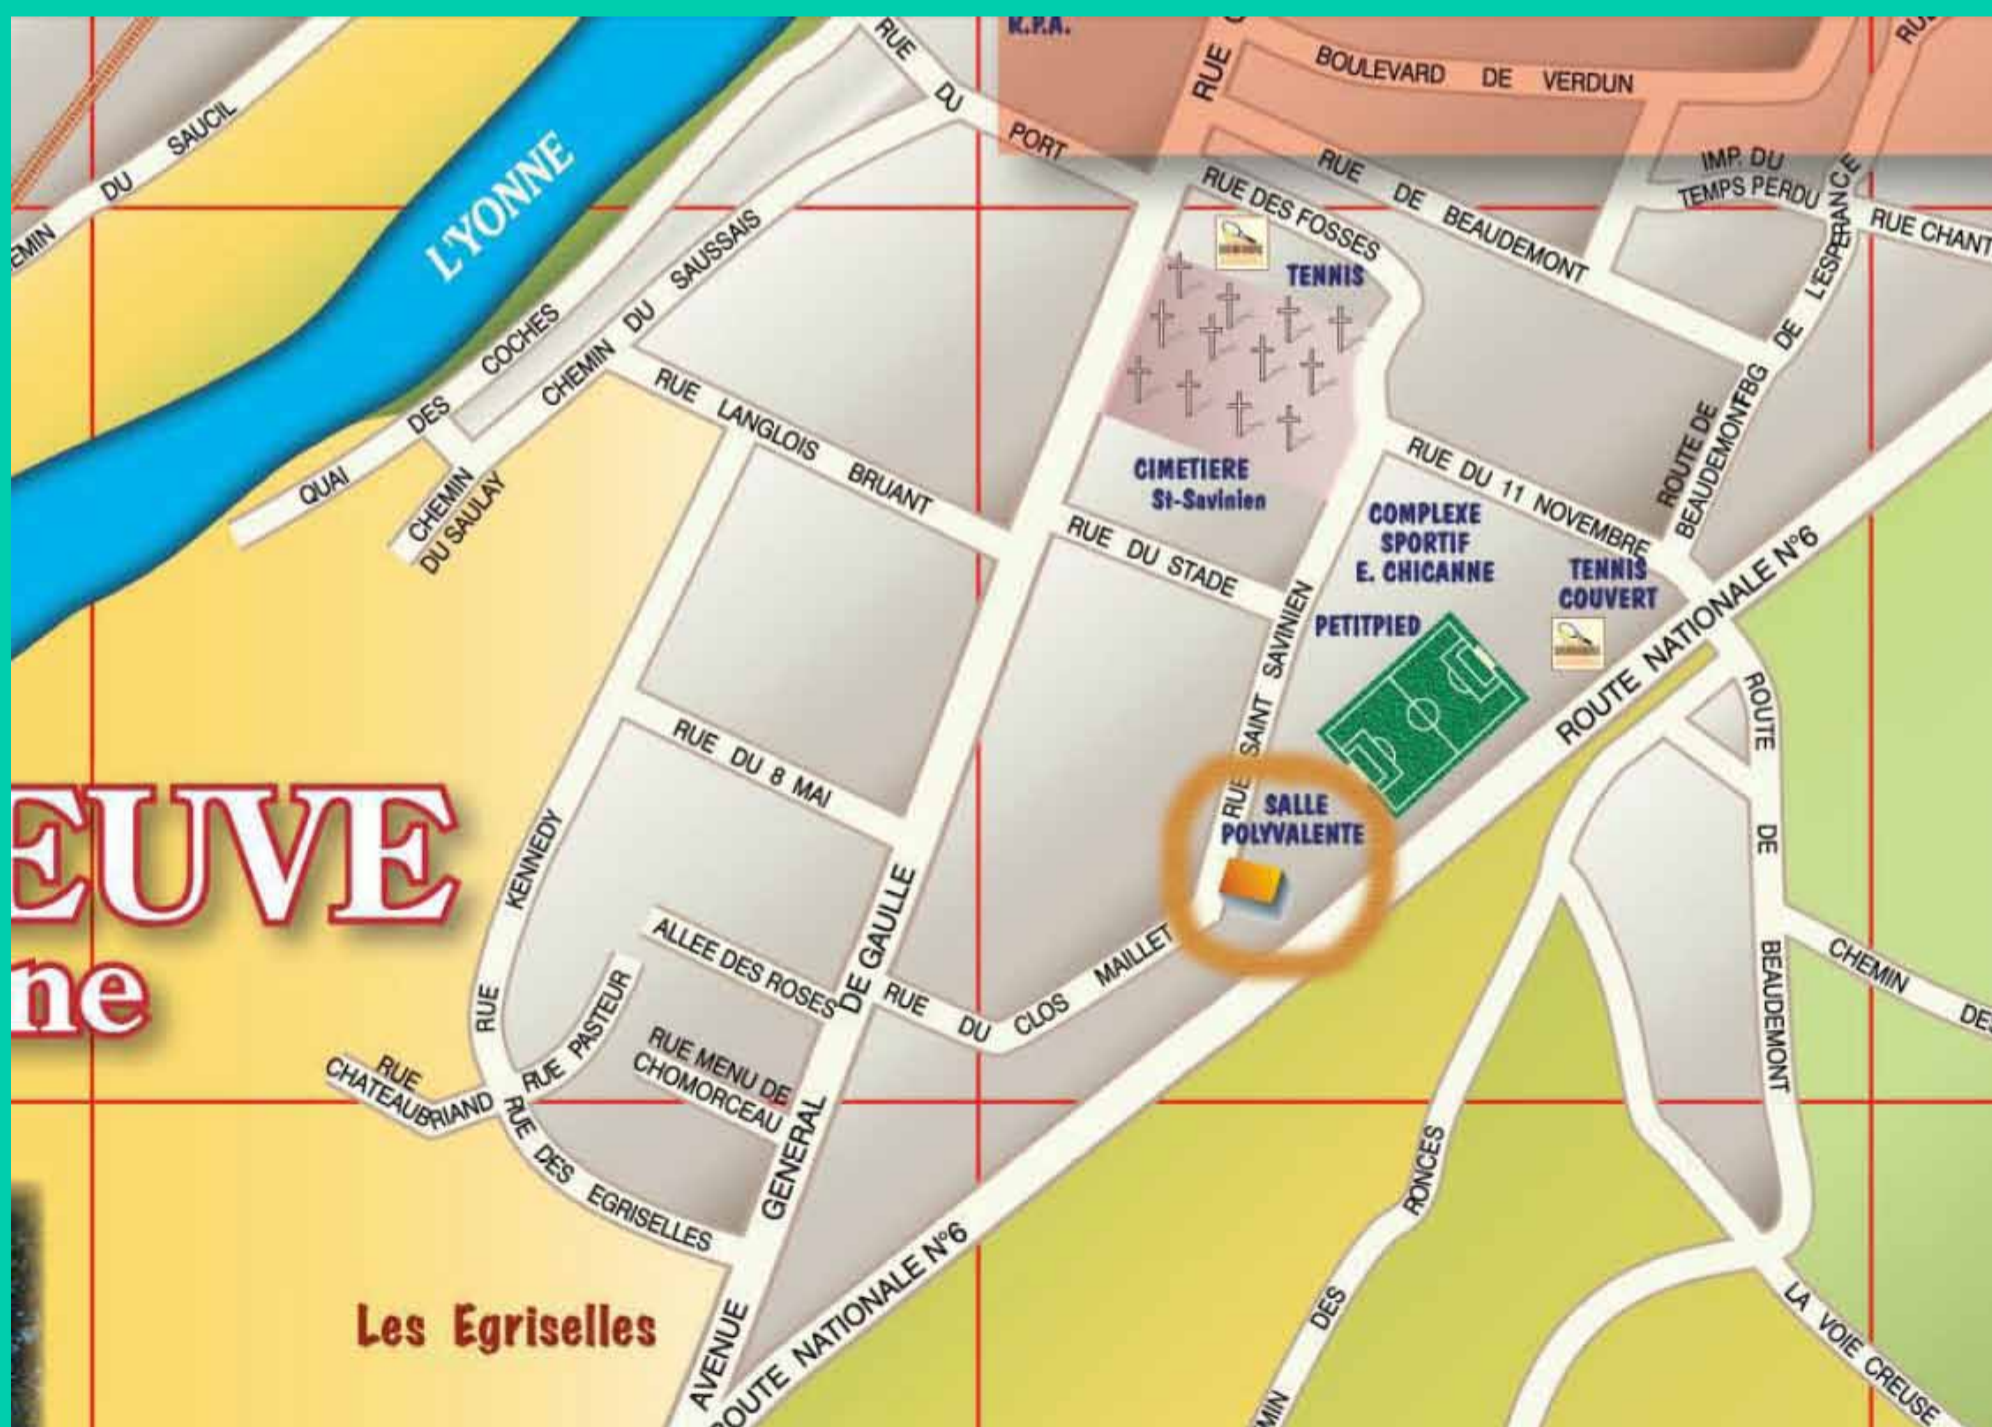 R.P.A.
RUE
BOULEVARD DE VERDUN
RUE DU PORT
CHEMIN DU SAUCIL
L'YONNE
IMP. DU
TEMPS PERDU
RUE CHANT
RUE DE BEAUDEMONT
RUE DES FOSSES
FBG DE L'ESPERANCE
TENNIS
QUAI DES COCHES
CHEMIN DU SAUSSAIS
CHEMIN
DU SAULAY
RUE LANGLOIS BRUANT
CIMETIERE
St-Savinien
ROUTE DE
BEAUDEMONT
RUE DU 11 NOVEMBRE
COMPLEXE
SPORTIF
E. CHICANNE
PETITPIED
TENNIS
COUVERT
RUE DU STADE
RUE SAINT SAVINIEN
ROUTE NATIONALE N°6
ROUTE DE BEAUDEMONT
RUE DU 8 MAI
EUVE
ne
RUE KENNEDY
SALLE
POLYVALENTE
ALLEE DES ROSES
RUE DU CLOS MAILLET
AVENUE GENERAL DE GAULLE
RUE PASTEUR
RUE MENU DE
CHOMORCEAU
RUE
CHATEAUBRIAND
RUE DES EGRISELLES
CHEMIN DES
MIN DES RONCES
LA VOIE CREUSE
Les Egriselles
ROUTE NATIONALE N°6